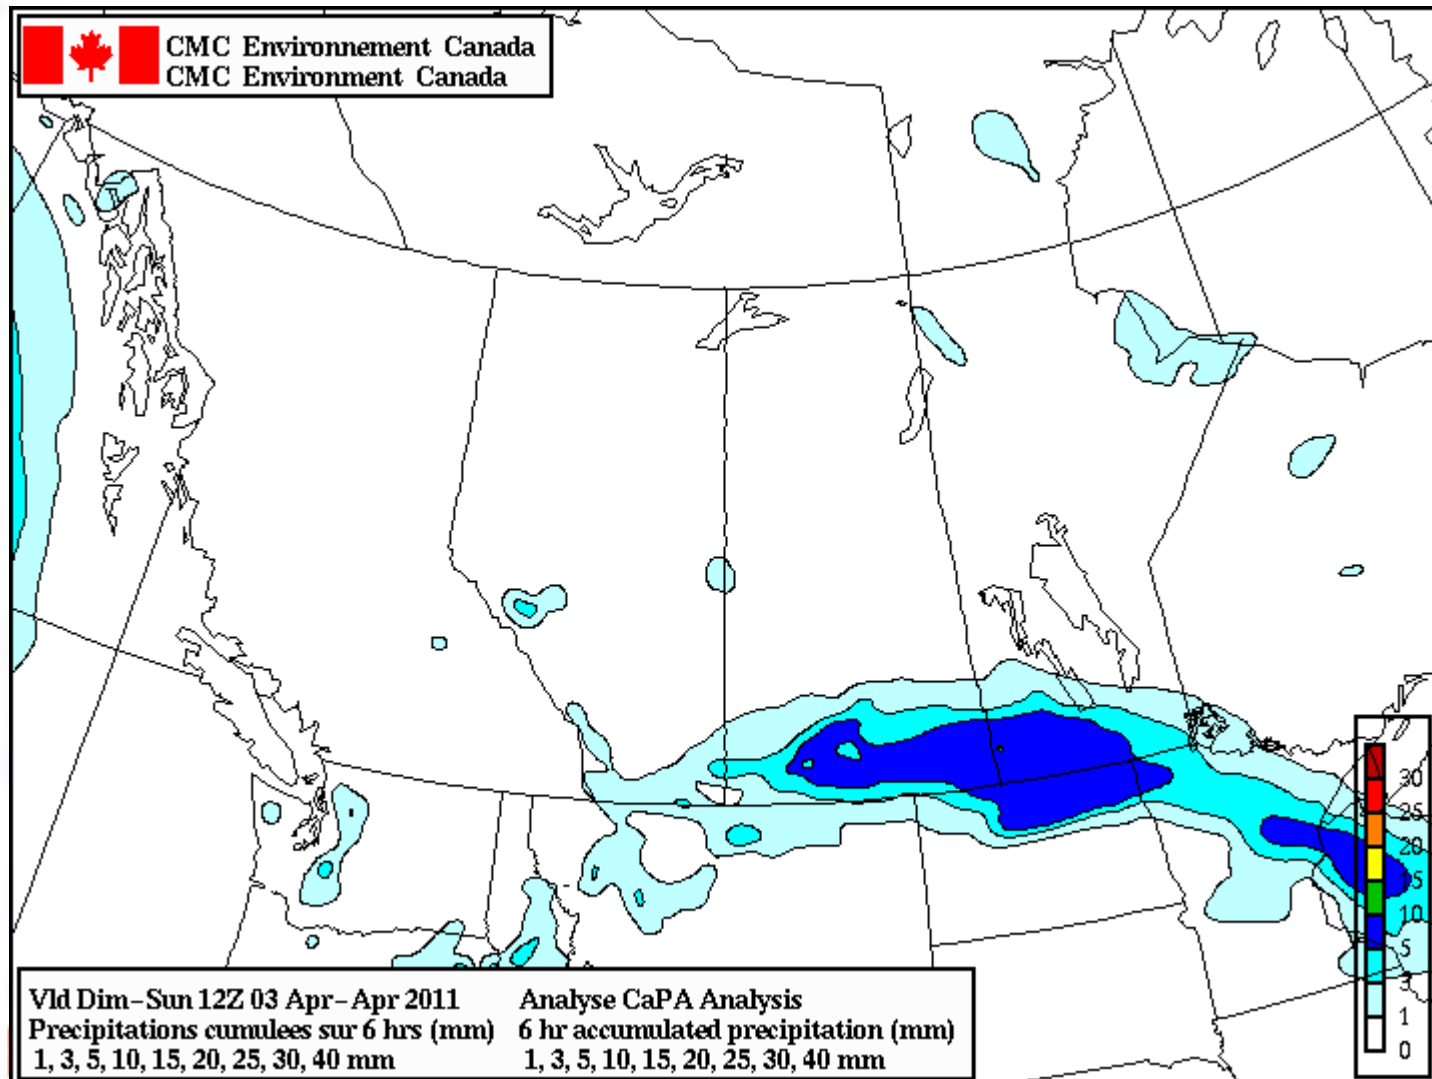 CMC Environnement Canada
CMC Environment Canada
30
25
20
15
10
5
3
1
0
Vld Dim-Sun 12Z 03 Apr-Apr 2011 Analyse CaPA Analysis
Precipitations cumulees sur 6 hrs (mm) 6 hr accumulated precipitation (mm)
1, 3, 5, 10, 15, 20, 25, 30, 40 mm 1, 3, 5, 10, 15, 20, 25, 30, 40 mm